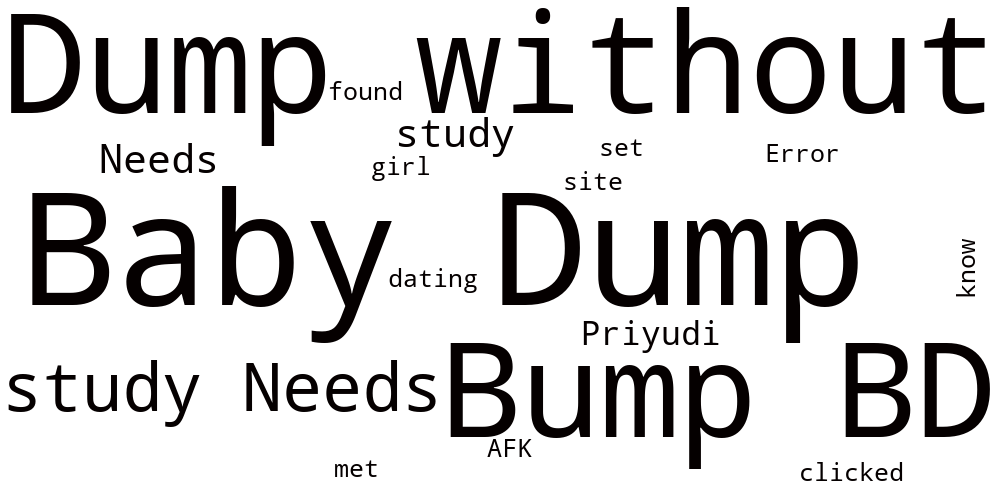 Dump without
found
study
Needs
girl
set
Error
site
Baby Dump
dating
know
Priyudi
study Needs
Bump BD
AFK
met
clicked